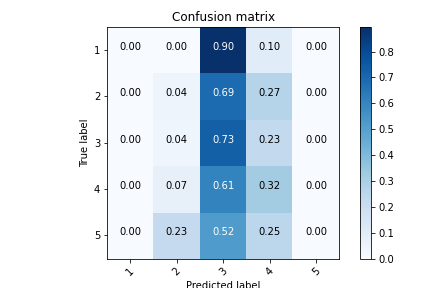 Confusion matrix
1 0.00 0.00 0.90 0.10 0.00
2 0.00 0.04 0.69 0.27 0.00
3 0.00 0.04 0.73 0.23 0.00
4 0.00 0.07 0.61 0.32 0.00
5 0.00 0.23 0.52 0.25 0.00
1 2 3 4 5
True label
Predicted label
0.8
0.7
0.6
0.5
0.4
0.3
0.2
0.1
0.0